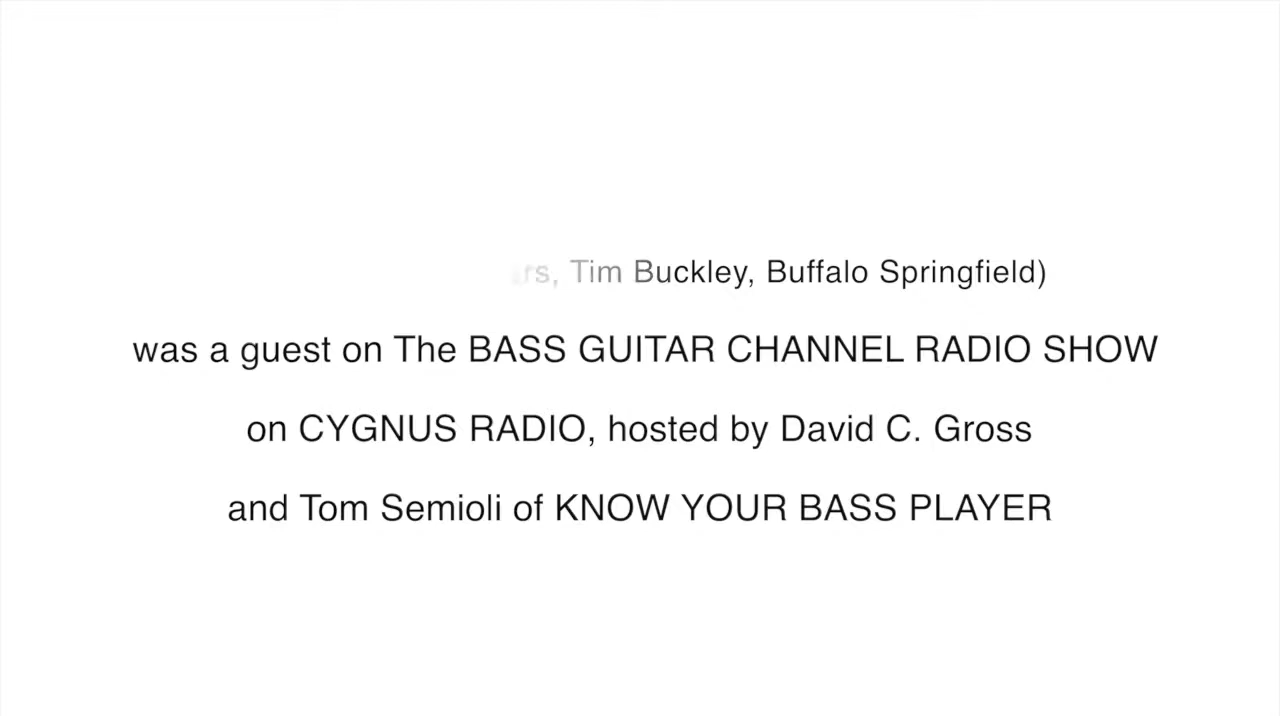 Tim Buckley, Buffalo Springfield)
was a guest on The BASS GUITAR CHANNEL RADIO SHOW
on CYGNUS RADIO, hosted by David C. Gross
and Tom Semioli of KNOW YOUR BASS PLAYER